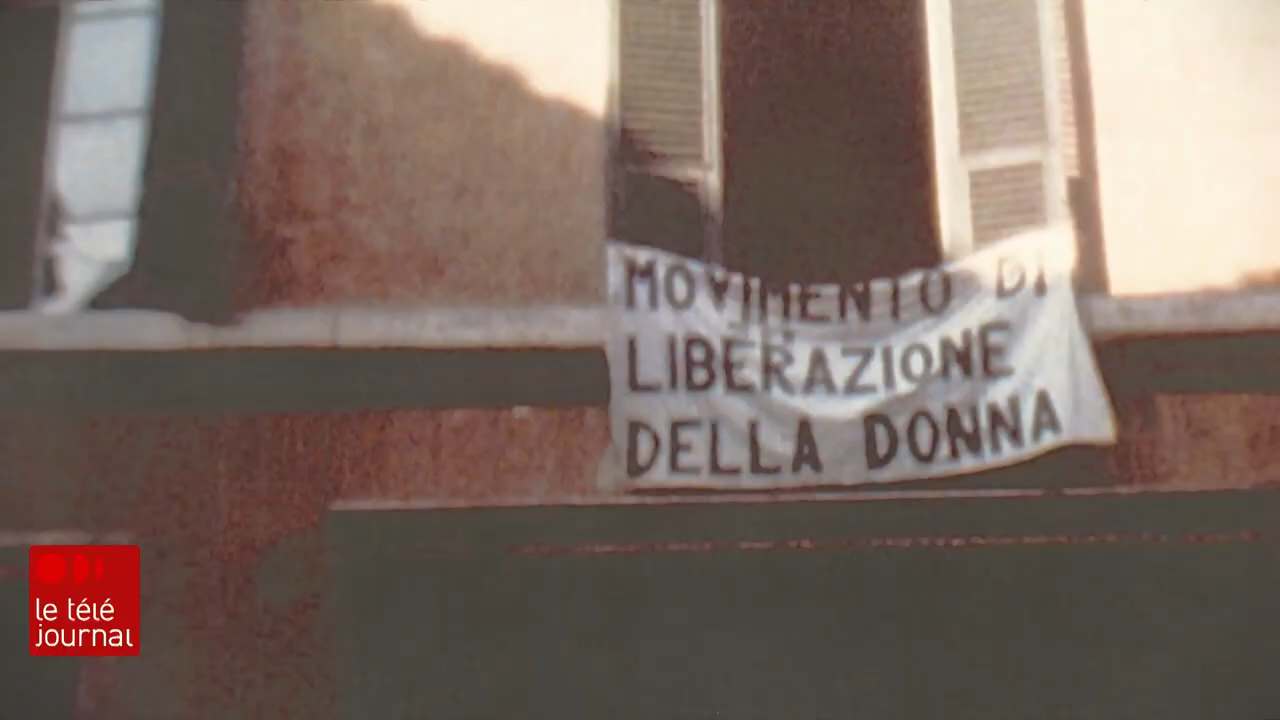 MOVIMENTO DI
LIBERAZIONE
DELLA DONNA
le télé
journal